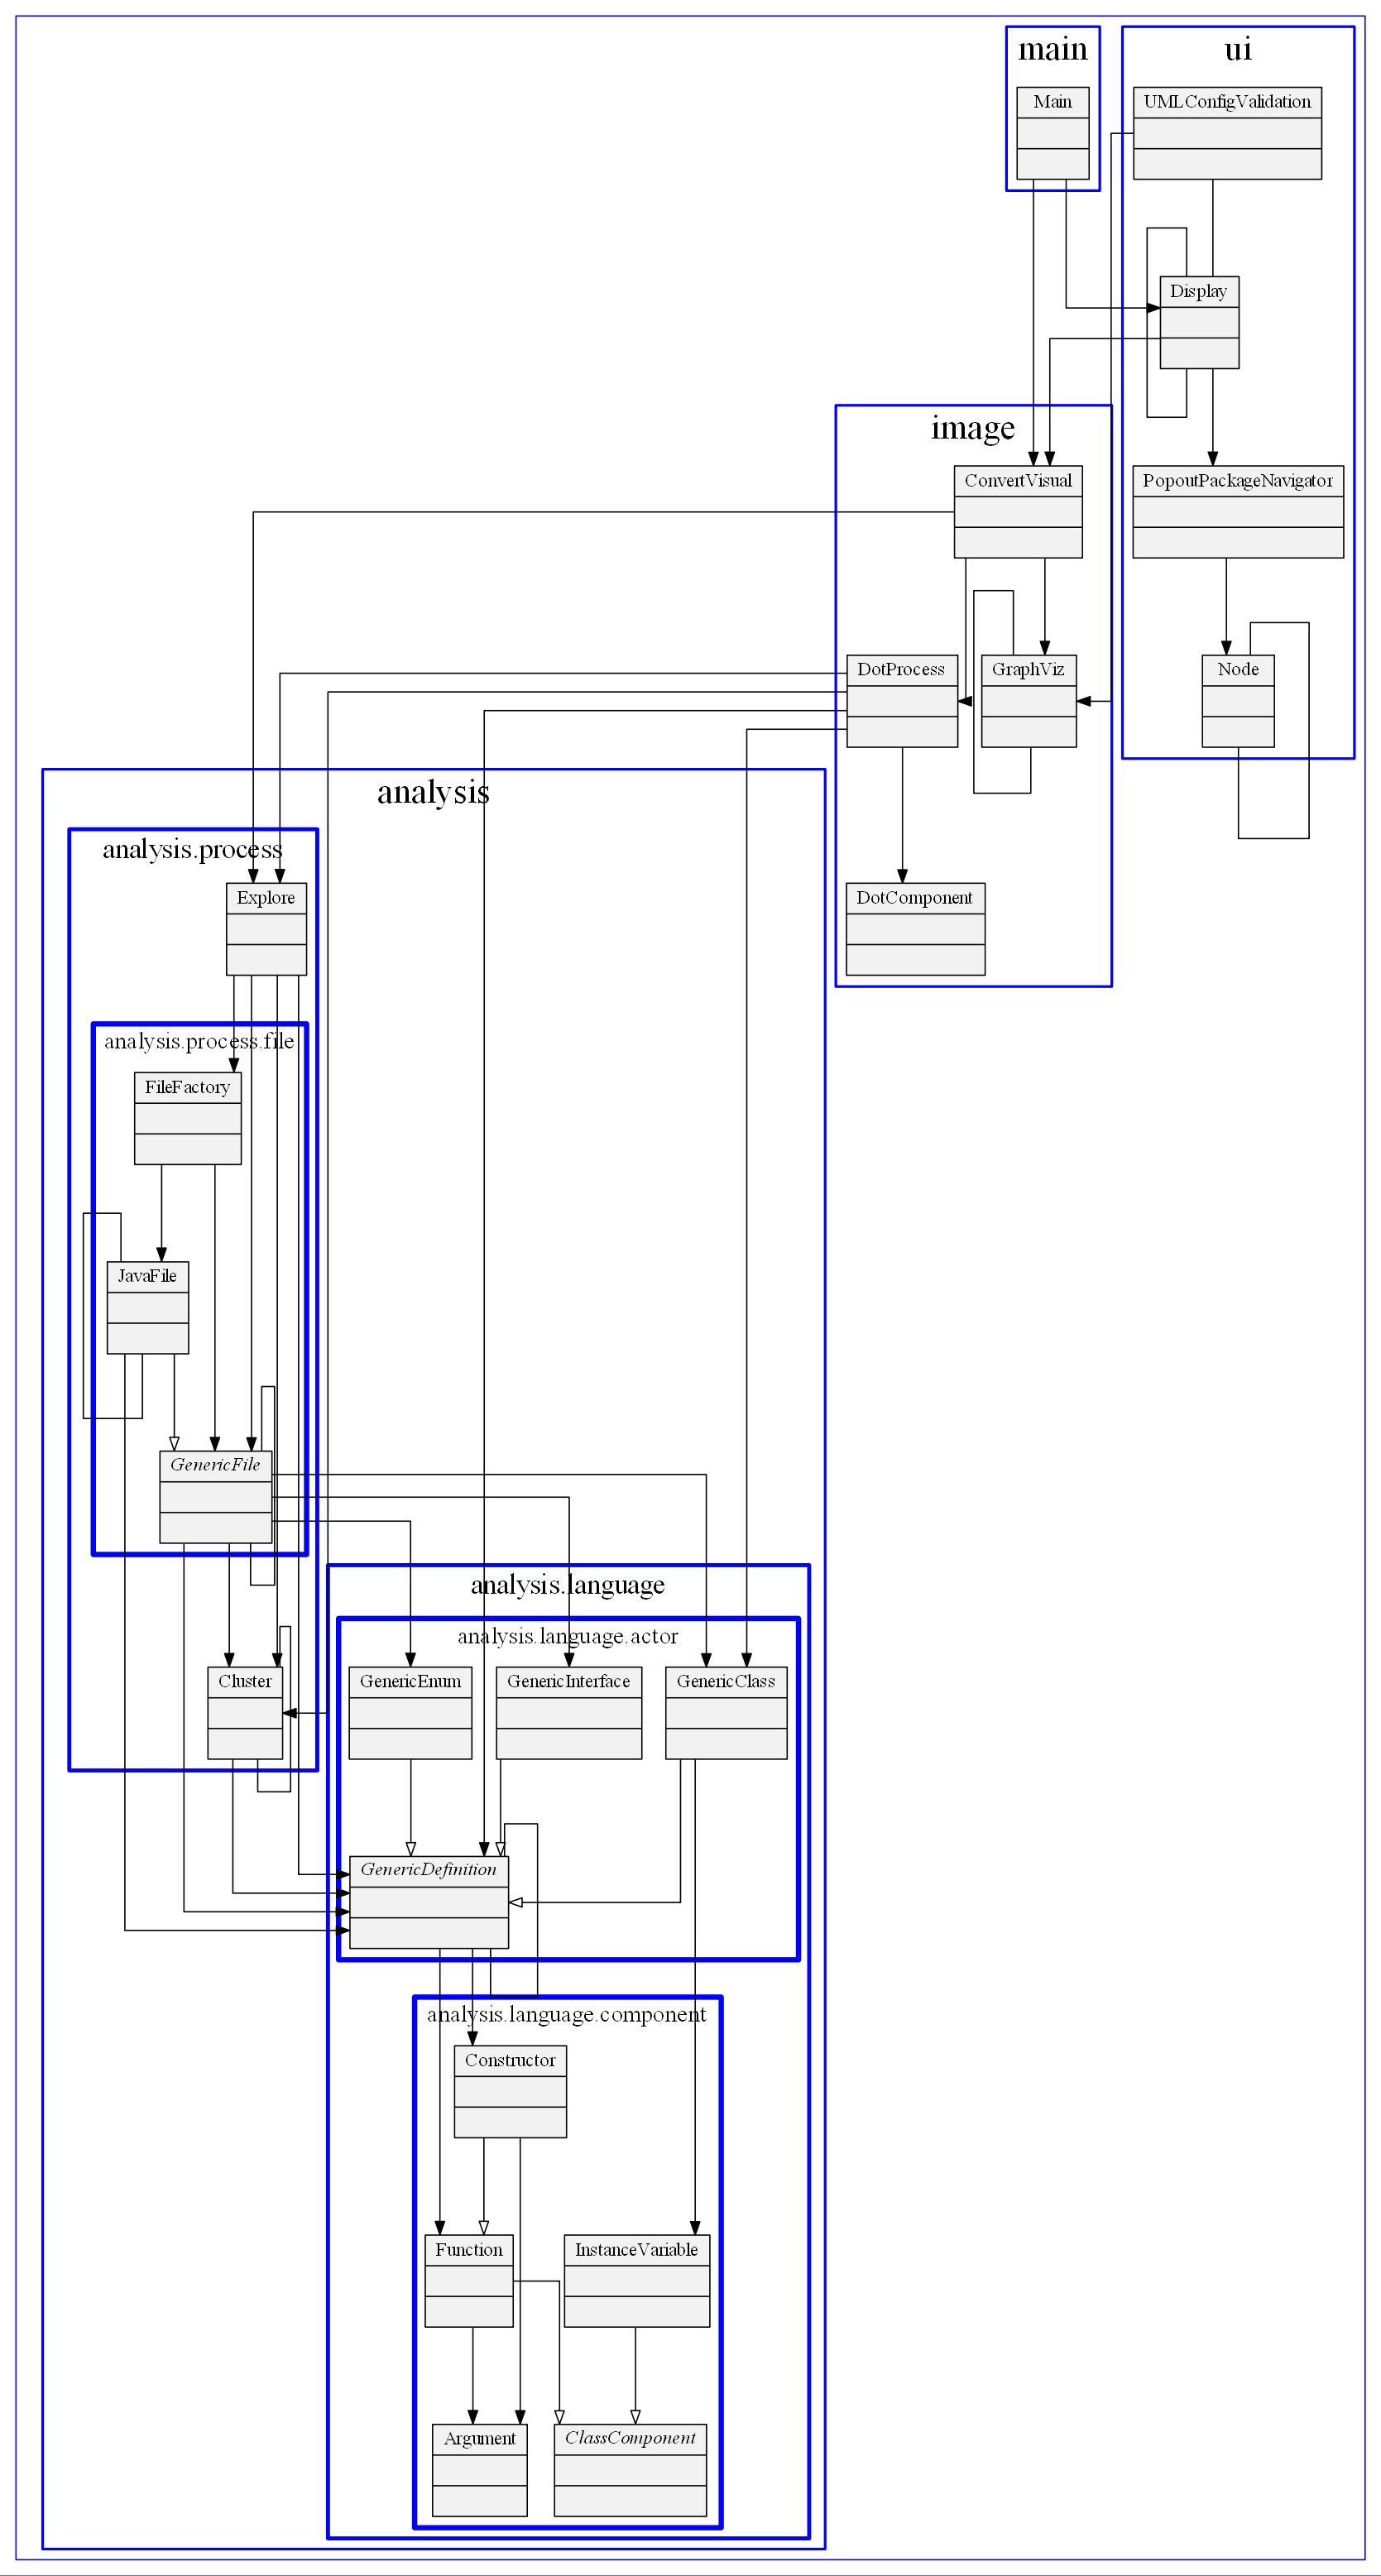 main
ui
Main
UMLConfigValidation
Display
image
ConvertVisual
PopoutPackageNavigator
DotProcess
GraphViz
Node
analysis
analysis.process
Explore
DotComponent
analysis.process.file
FileFactory
JavaFile
GenericFile
analysis.language
analysis.language.actor
Cluster
GenericEnum
GenericInterface
GenericClass
GenericDefinition
analysis.language.component
Constructor
Function
InstanceVariable
Argument
ClassComponent